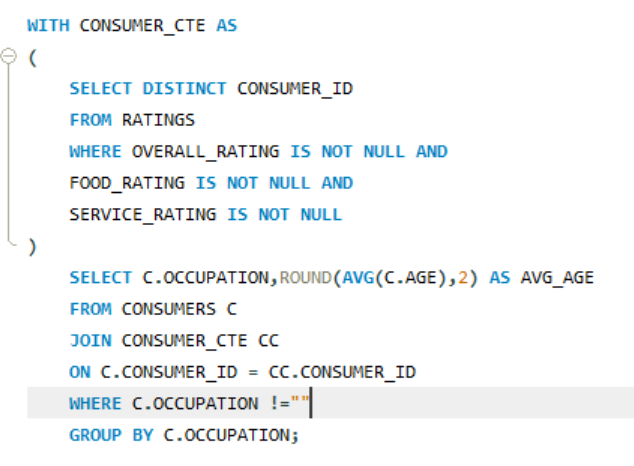 WITH CONSUMER_CTE AS
(
SELECT DISTINCT CONSUMER_ID
FROM RATINGS
WHERE OVERALL_RATING IS NOT NULL AND
FOOD_RATING IS NOT NULL AND
SERVICE_RATING IS NOT NULL
)
SELECT C.OCCUPATION,ROUND(AVG(C.AGE),2) AS AVG_AGE
FROM CONSUMERS C
JOIN CONSUMER_CTE CC
ON C.CONSUMER_ID = CC.CONSUMER_ID
WHERE C.OCCUPATION !=""
GROUP BY C.OCCUPATION;